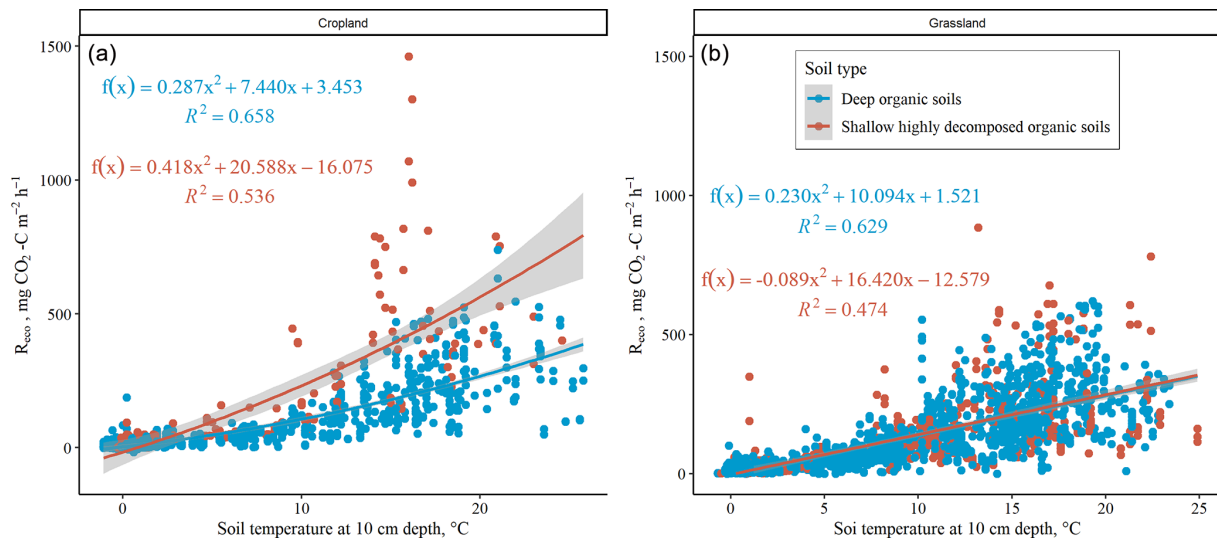 Cropland
(a)
f(x) = 0.287x² + 7.440x + 3.453
R² = 0.658
f(x) = 0.418x² + 20.588x − 16.075
R² = 0.536
1500
1000
500
0
R_eco , mg CO₂ -C m⁻² h⁻¹
0
10
20
Soil temperature at 10 cm depth, °C
Grassland
(b)
Soil type
Deep organic soils
Shallow highly decomposed organic soils
f(x) = 0.230x² + 10.094x + 1.521
R² = 0.629
f(x) = -0.089x² + 16.420x − 12.579
R² = 0.474
1500
1000
500
0
R_eco , mg CO₂ -C m⁻² h⁻¹
0
5
10
15
20
25
Soi temperature at 10 cm depth, °C